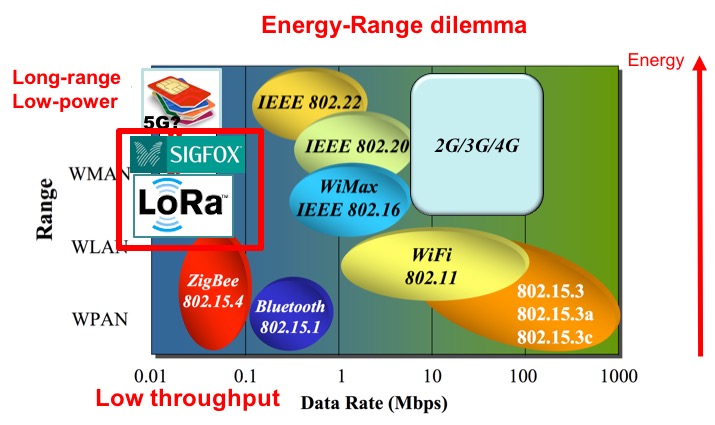 Energy-Range dilemma
Energy
Long-range
Low-power
5G?
SIGFOX
LoRa™
IEEE 802.22
IEEE 802.20
2G/3G/4G
WMAN
WiMax
IEEE 802.16
Range
WLAN
WiFi
802.11
ZigBee
802.15.4
Bluetooth
802.15.1
802.15.3
802.15.3a
802.15.3c
WPAN
0.01 0.1 1 10 100 1000
Low throughput
Data Rate (Mbps)